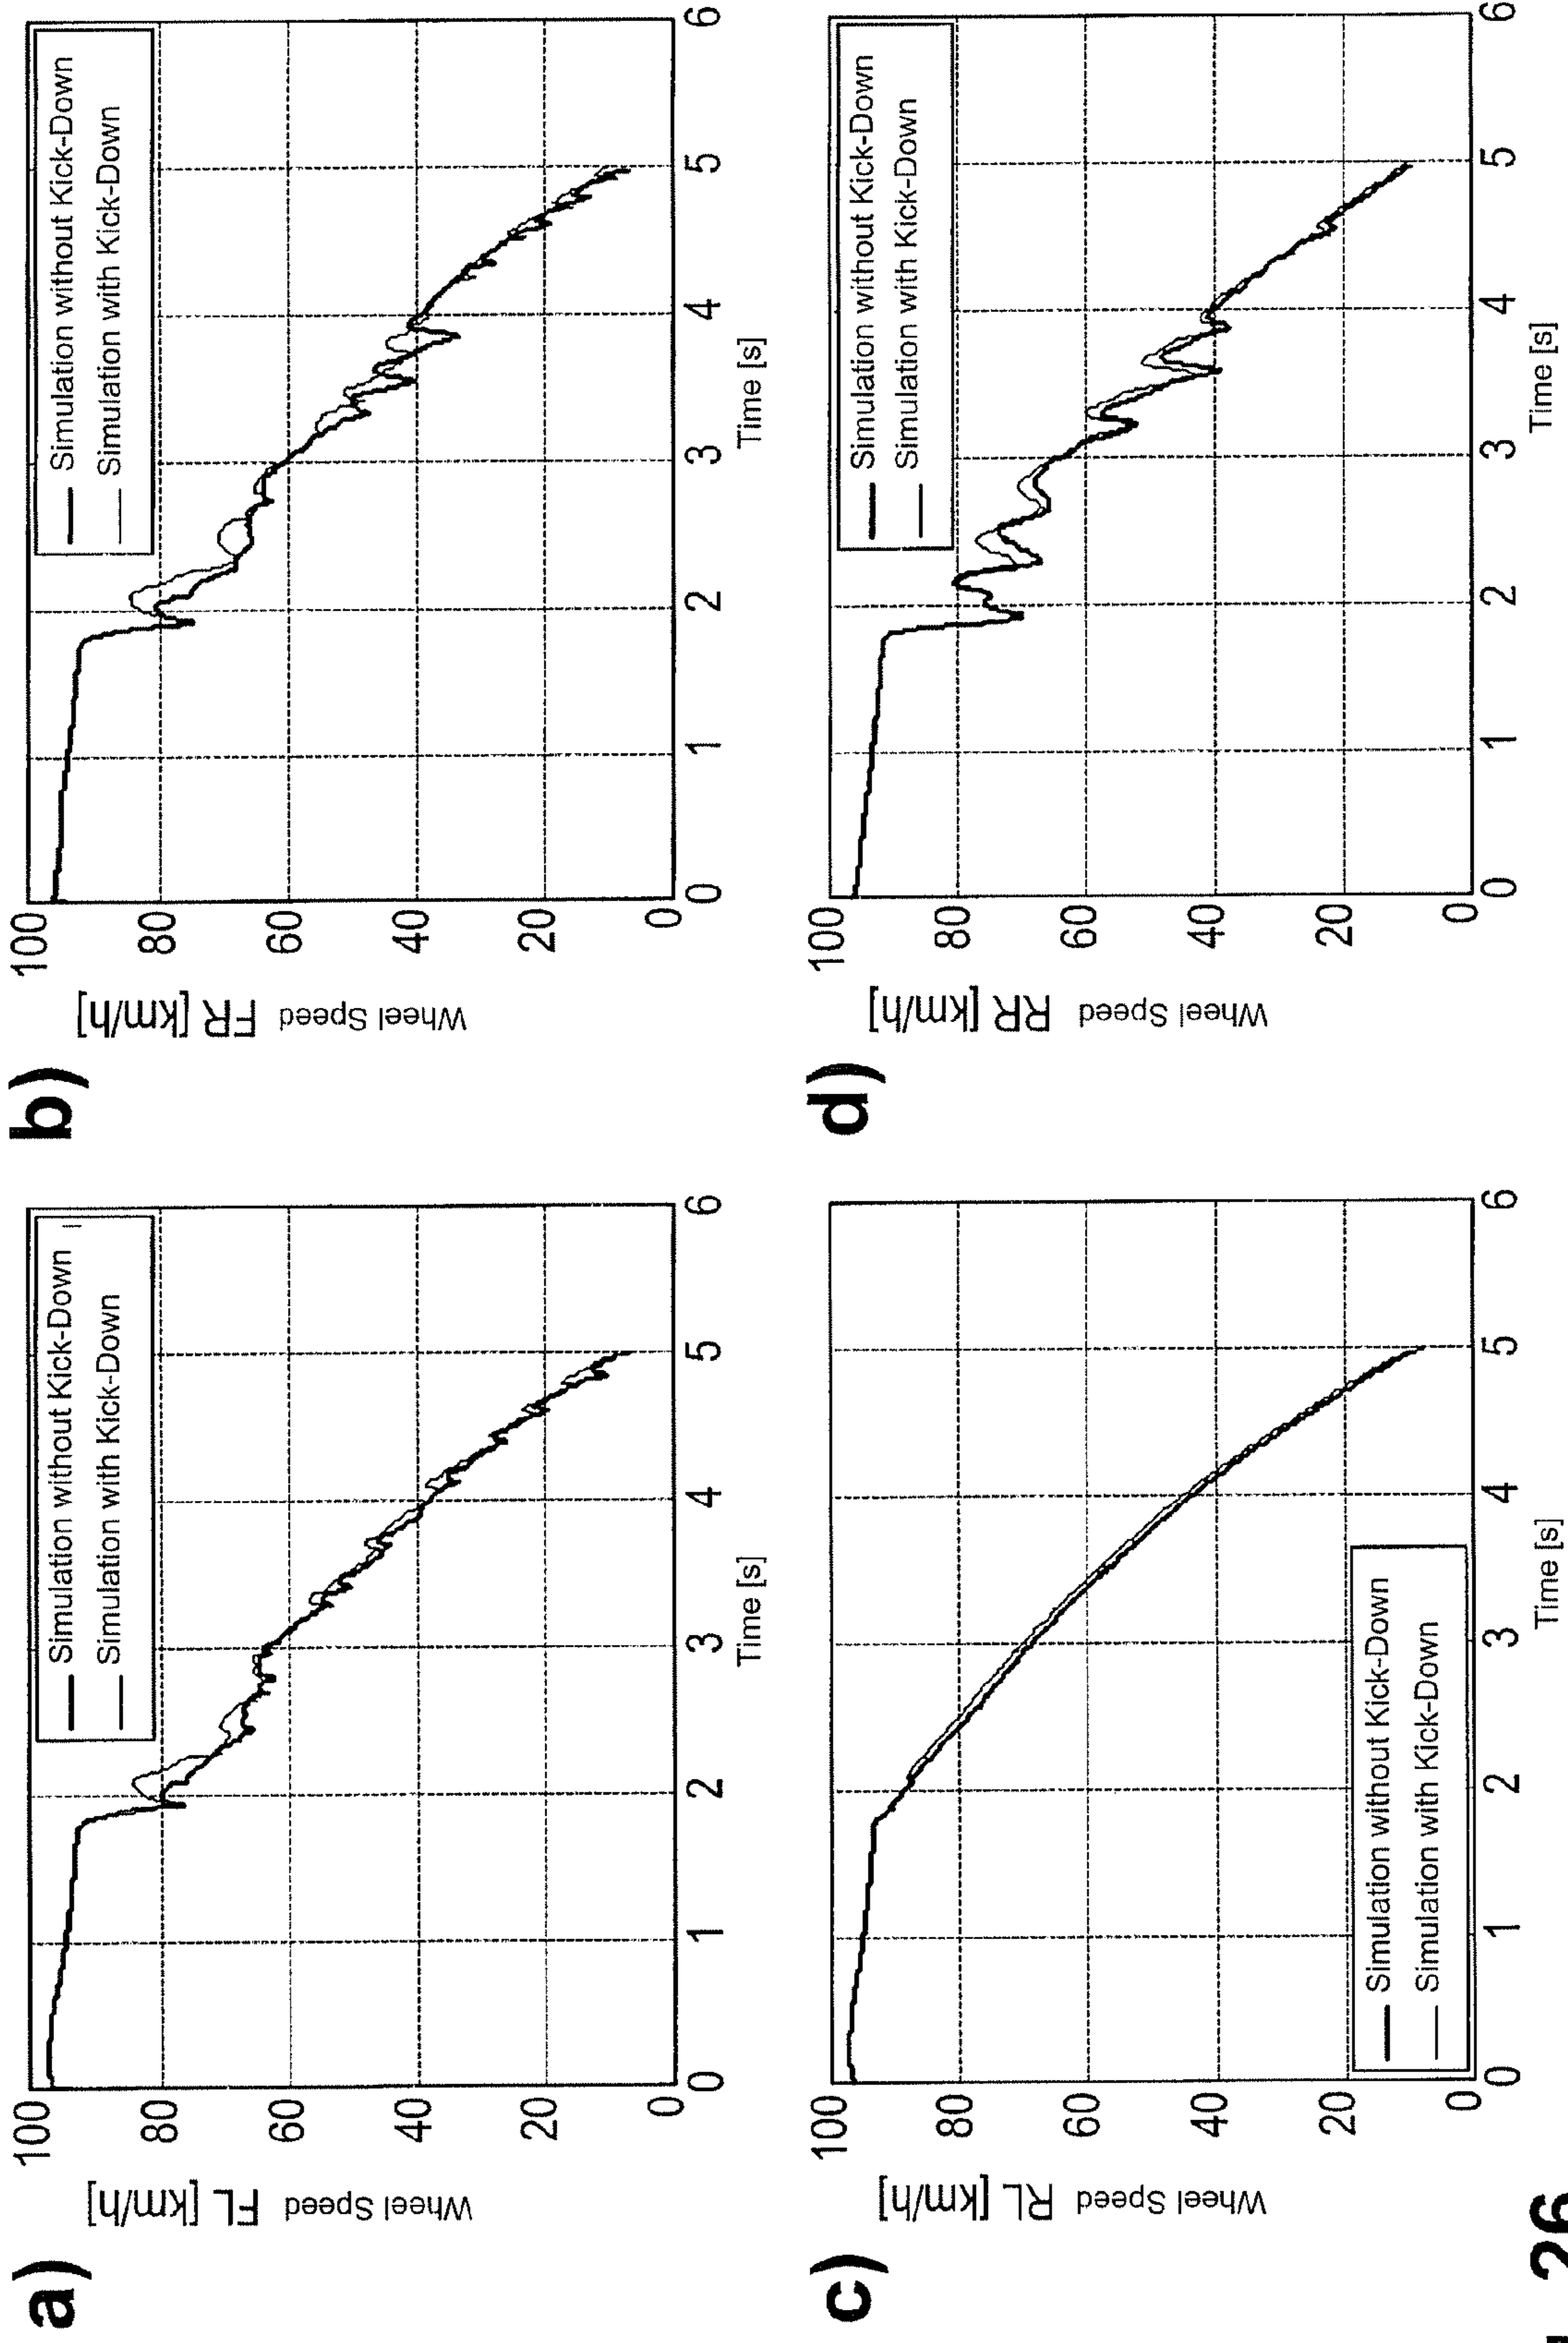 a)
Wheel Speed FL [km/h]
100
80
60
40
20
0
0 1 2 3 4 5 6
Time [s]
Simulation without Kick-Down
Simulation with Kick-Down
b)
Wheel Speed FR [km/h]
100
80
60
40
20
0
0 1 2 3 4 5 6
Time [s]
Simulation without Kick-Down
Simulation with Kick-Down
c)
Wheel Speed RL [km/h]
100
80
60
40
20
0
0 1 2 3 4 5 6
Time [s]
Simulation without Kick-Down
Simulation with Kick-Down
d)
Wheel Speed RR [km/h]
100
80
60
40
20
0
0 1 2 3 4 5 6
Time [s]
Simulation without Kick-Down
Simulation with Kick-Down
26